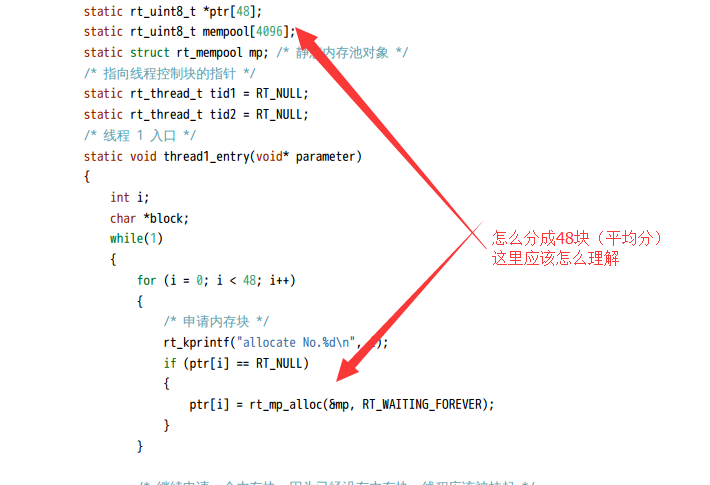 static rt_uint8_t *ptr[48];
static rt_uint8_t mempool[4096];
static struct rt_mempool mp; /* 静 内存池对象 */
/* 指向线程控制块的指针 */
static rt_thread_t tid1 = RT_NULL;
static rt_thread_t tid2 = RT_NULL;
/* 线程 1 入口 */
static void thread1_entry(void* parameter)
{
int i;
char *block;
while(1)
{
for (i = 0; i < 48; i++)
{
/* 申请内存块 */
rt_kprintf("allocate No.%d\n", );
if (ptr[i] == RT_NULL)
{
ptr[i] = rt_mp_alloc(&mp, RT_WAITING_FOREVER);
}
}
怎么分成48块（平均分）
这里应该怎么理解